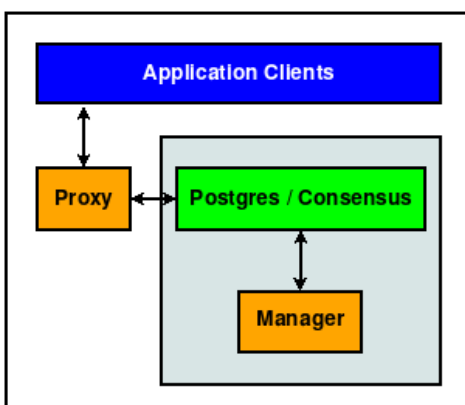 Application Clients
Proxy
Postgres / Consensus
Manager